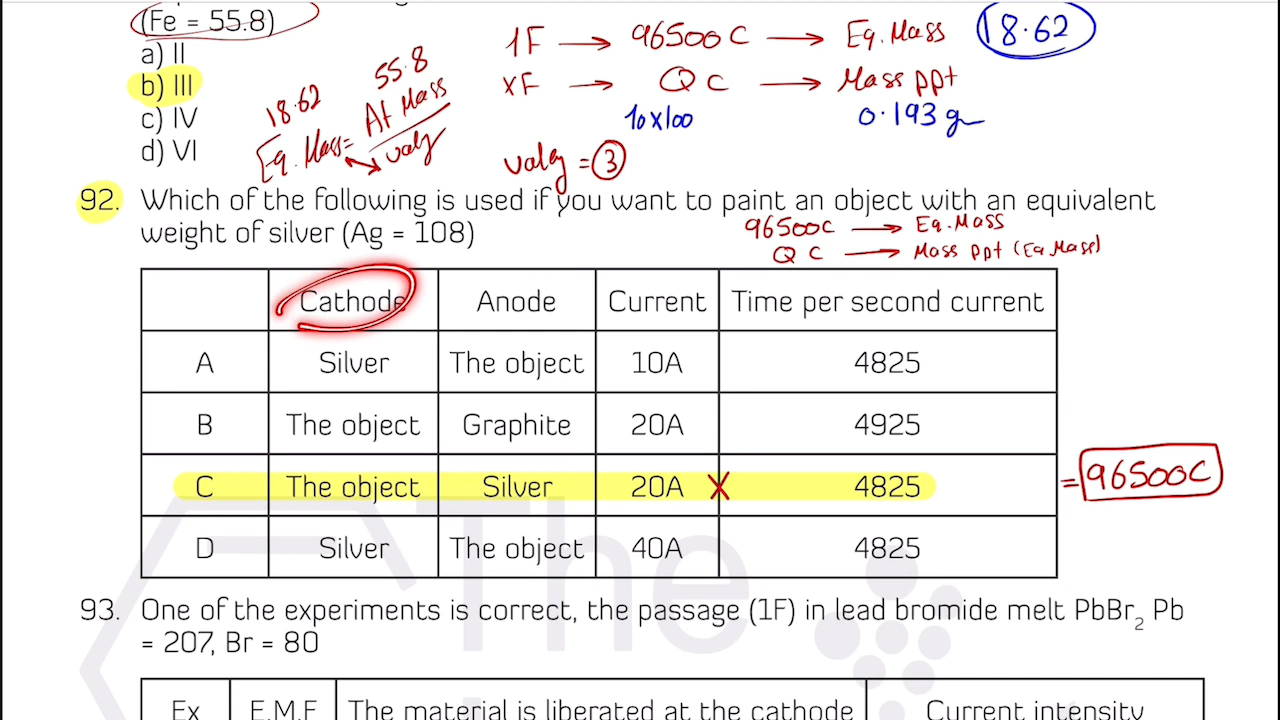 (Fe = 55.8)
a) II
b) III
c) IV
d) VI
18.62
55.8
Eq. Mass = At Mass
valy
1F → 96500C → Eq. Mass
18.62
xF → Q C → Mass ppt
10x100
0.193 g
valy = 3
92. Which of the following is used if you want to paint an object with an equivalent
weight of silver (Ag = 108)
96500C → Eq. Mass
Q C → Mass ppt (Eq. Mass)
Cathode Anode Current Time per second current
A Silver The object 10A 4825
B The object Graphite 20A 4925
C The object Silver 20A X 4825 = 96500C
D Silver The object 40A 4825
The
93. One of the experiments is correct, the passage (1F) in lead bromide melt PbBr₂ Pb
= 207, Br = 80
Ex E.M.F The material is liberated at the cathode Current intensity